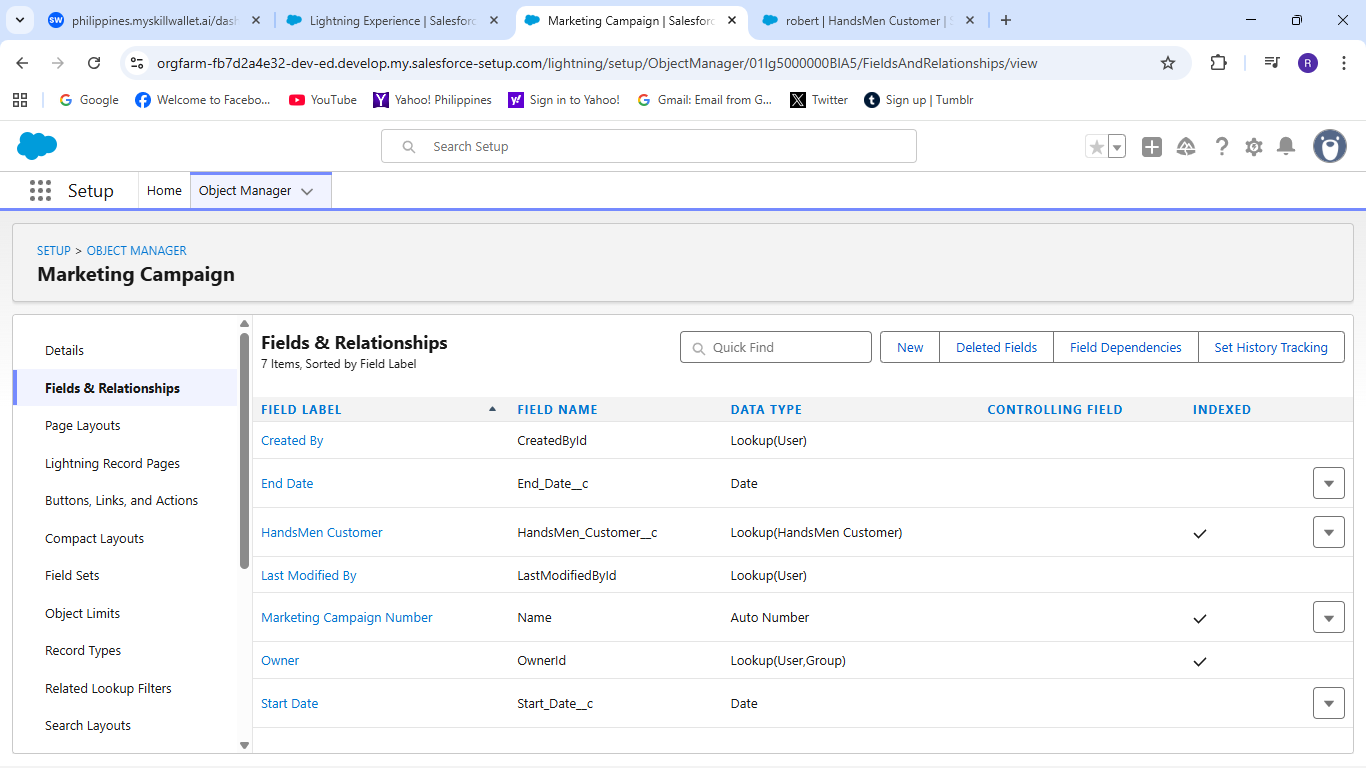 philippines.myskillwallet.ai/dash
Lightning Experience | Salesforc
Marketing Campaign | Salesforc
robert | HandsMen Customer | S
orgfarm-fb7d2a4e32-dev-ed.develop.my.salesforce-setup.com/lightning/setup/ObjectManager/01Ig5000000BIA5/FieldsAndRelationships/view
R
Google
Welcome to Facebo...
YouTube
Yahoo! Philippines
Sign in to Yahoo!
Gmail: Email from G...
Twitter
Sign up | Tumblr
Search Setup
Setup
Home
Object Manager
SETUP > OBJECT MANAGER
Marketing Campaign
Details
Fields & Relationships
Page Layouts
Lightning Record Pages
Buttons, Links, and Actions
Compact Layouts
Field Sets
Object Limits
Record Types
Related Lookup Filters
Search Layouts
Fields & Relationships
7 Items, Sorted by Field Label
Quick Find
New
Deleted Fields
Field Dependencies
Set History Tracking
FIELD LABEL FIELD NAME DATA TYPE CONTROLLING FIELD INDEXED
Created By CreatedById Lookup(User)
End Date End_Date__c Date
HandsMen Customer HandsMen_Customer__c Lookup(HandsMen Customer)
Last Modified By LastModifiedById Lookup(User)
Marketing Campaign Number Name Auto Number
Owner OwnerId Lookup(User,Group)
Start Date Start_Date__c Date